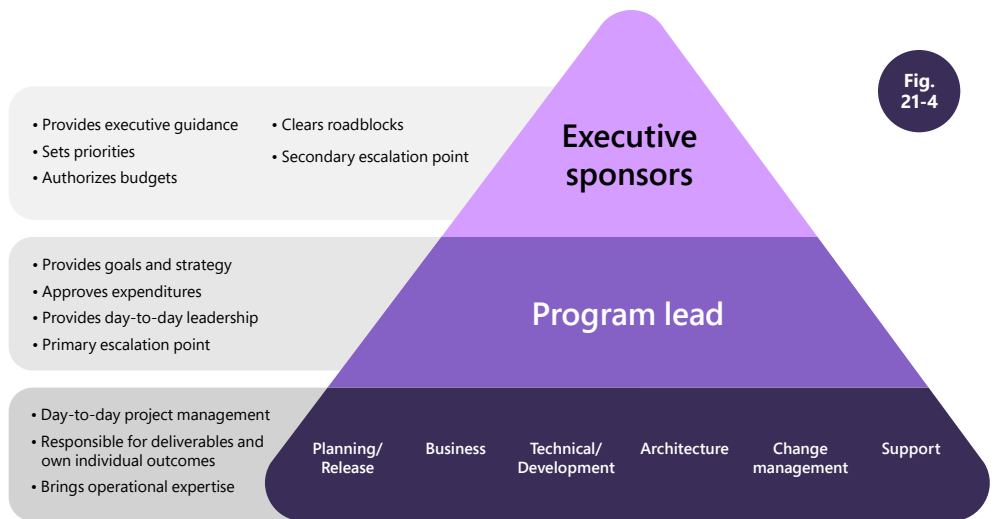 Fig.
21-4
• Provides executive guidance
• Sets priorities
• Authorizes budgets
• Clears roadblocks
• Secondary escalation point
Executive
sponsors
• Provides goals and strategy
• Approves expenditures
• Provides day-to-day leadership
• Primary escalation point
Program lead
• Day-to-day project management
• Responsible for deliverables and
own individual outcomes
• Brings operational expertise
Planning/
Release
Business
Technical/
Development
Architecture
Change
management
Support